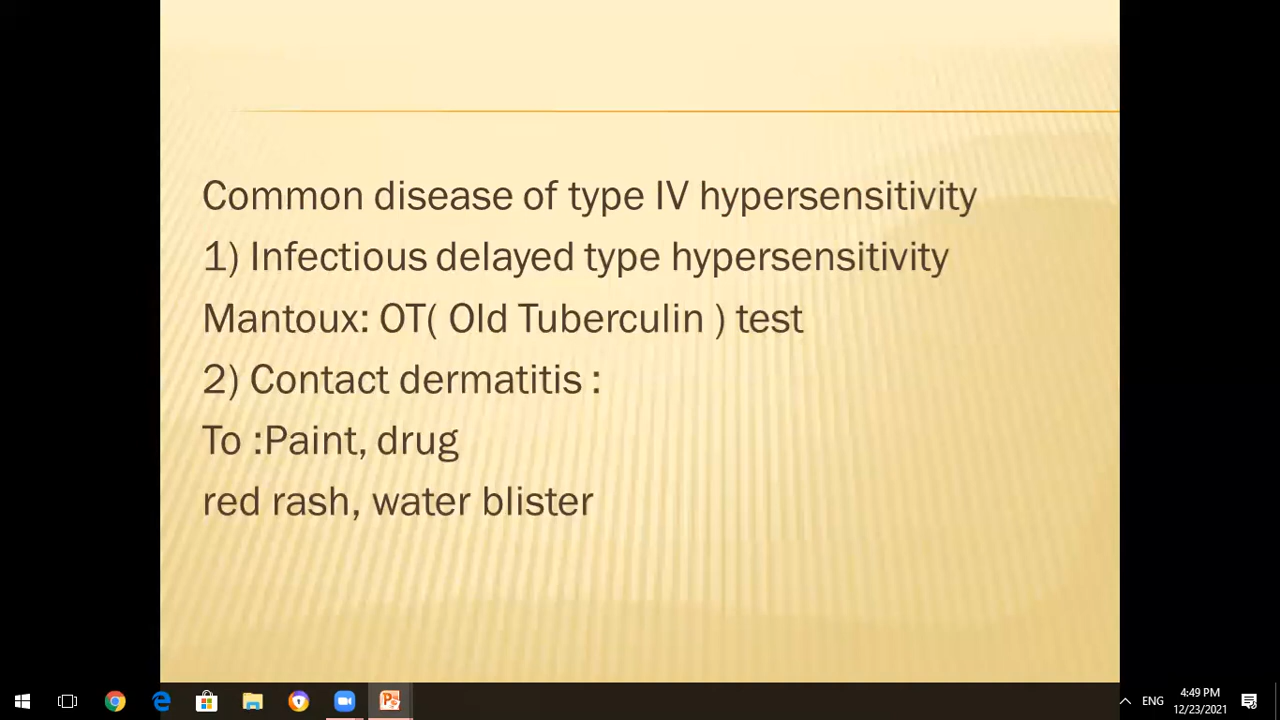 Common disease of type IV hypersensitivity
1) Infectious delayed type hypersensitivity
Mantoux: OT( Old Tuberculin ) test
2) Contact dermatitis :
To :Paint, drug
red rash, water blister
ENG
4:49 PM
12/23/2021